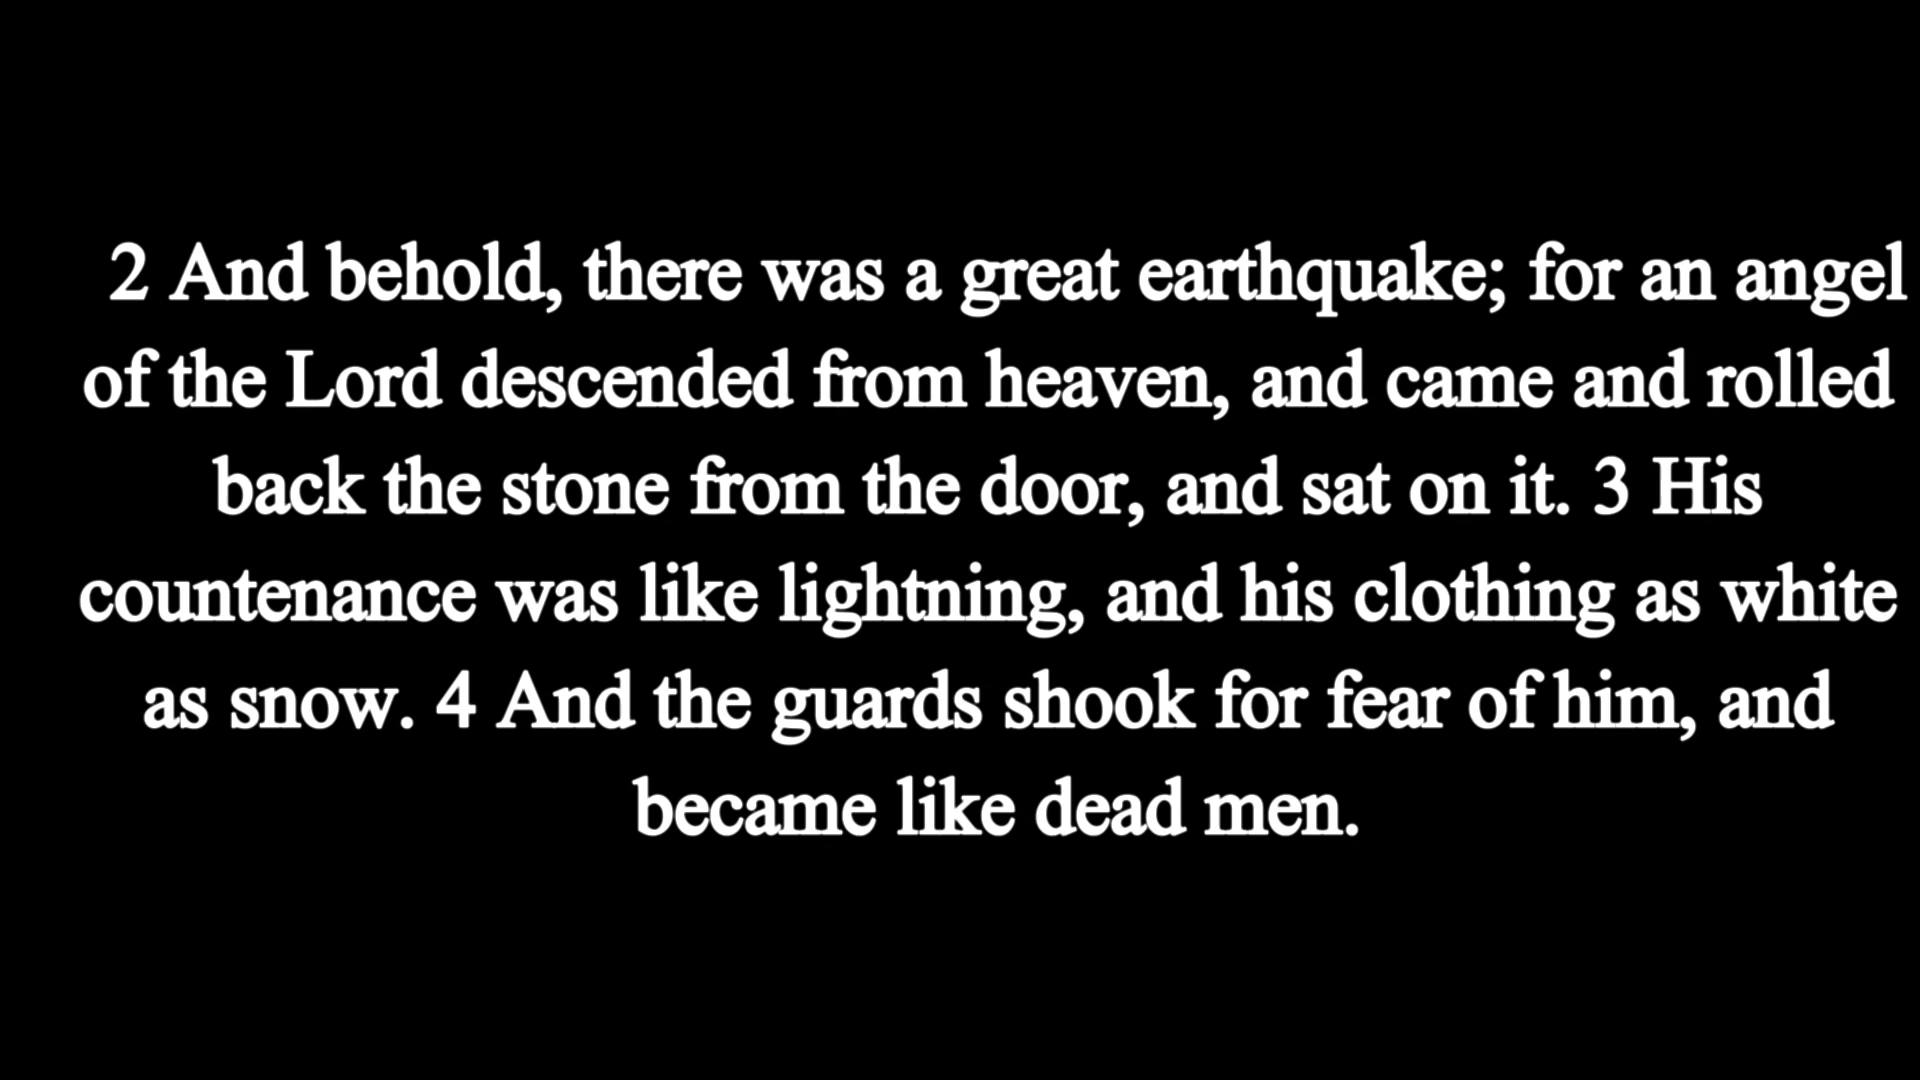 2 And behold, there was a great earthquake; for an angel
of the Lord descended from heaven, and came and rolled
back the stone from the door, and sat on it. 3 His
countenance was like lightning, and his clothing as white
as snow. 4 And the guards shook for fear of him, and
became like dead men.